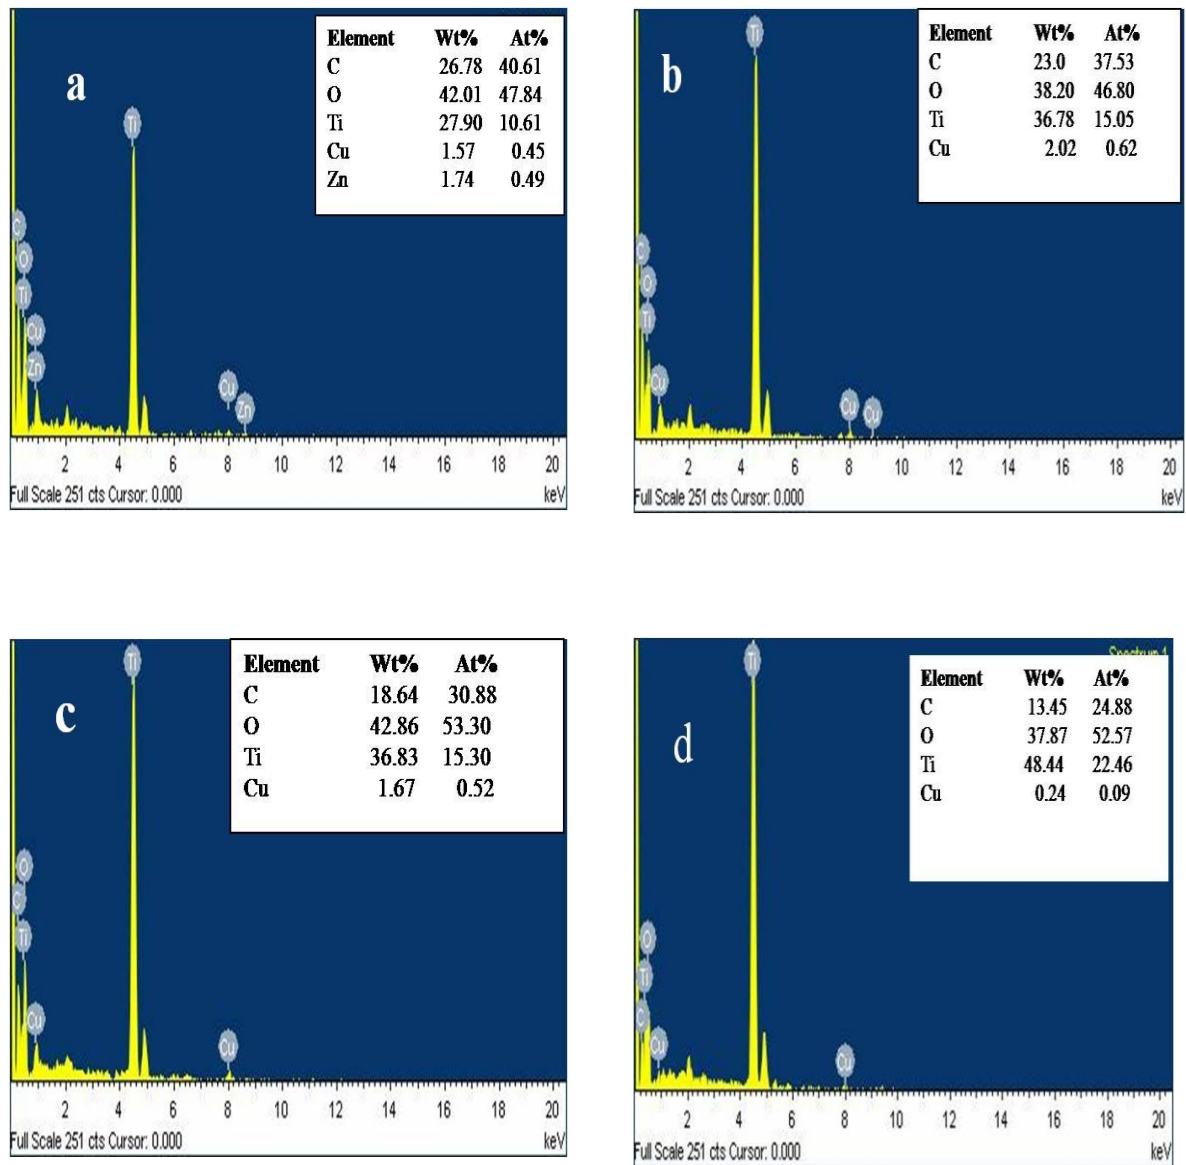 a
Element Wt% At%
C 26.78 40.61
O 42.01 47.84
Ti 27.90 10.61
Cu 1.57 0.45
Zn 1.74 0.49
Ti
C
O
Ti
Cu
Zn
Cu
Zn
2 4 6 8 10 12 14 16 18 20
Full Scale 251 cts Cursor: 0.000 keV
b
Element Wt% At%
C 23.0 37.53
O 38.20 46.80
Ti 36.78 15.05
Cu 2.02 0.62
Ti
C
O
Ti
Cu
Cu
Cu
2 4 6 8 10 12 14 16 18 20
Full Scale 251 cts Cursor: 0.000 keV
c
Element Wt% At%
C 18.64 30.88
O 42.86 53.30
Ti 36.83 15.30
Cu 1.67 0.52
Ti
O
C
Ti
Cu
Cu
2 4 6 8 10 12 14 16 18 20
Full Scale 251 cts Cursor: 0.000 keV
d
Spectrum 1
Element Wt% At%
C 13.45 24.88
O 37.87 52.57
Ti 48.44 22.46
Cu 0.24 0.09
Ti
O
Ti
C
Cu
Cu
2 4 6 8 10 12 14 16 18 20
Full Scale 251 cts Cursor: 0.000 keV